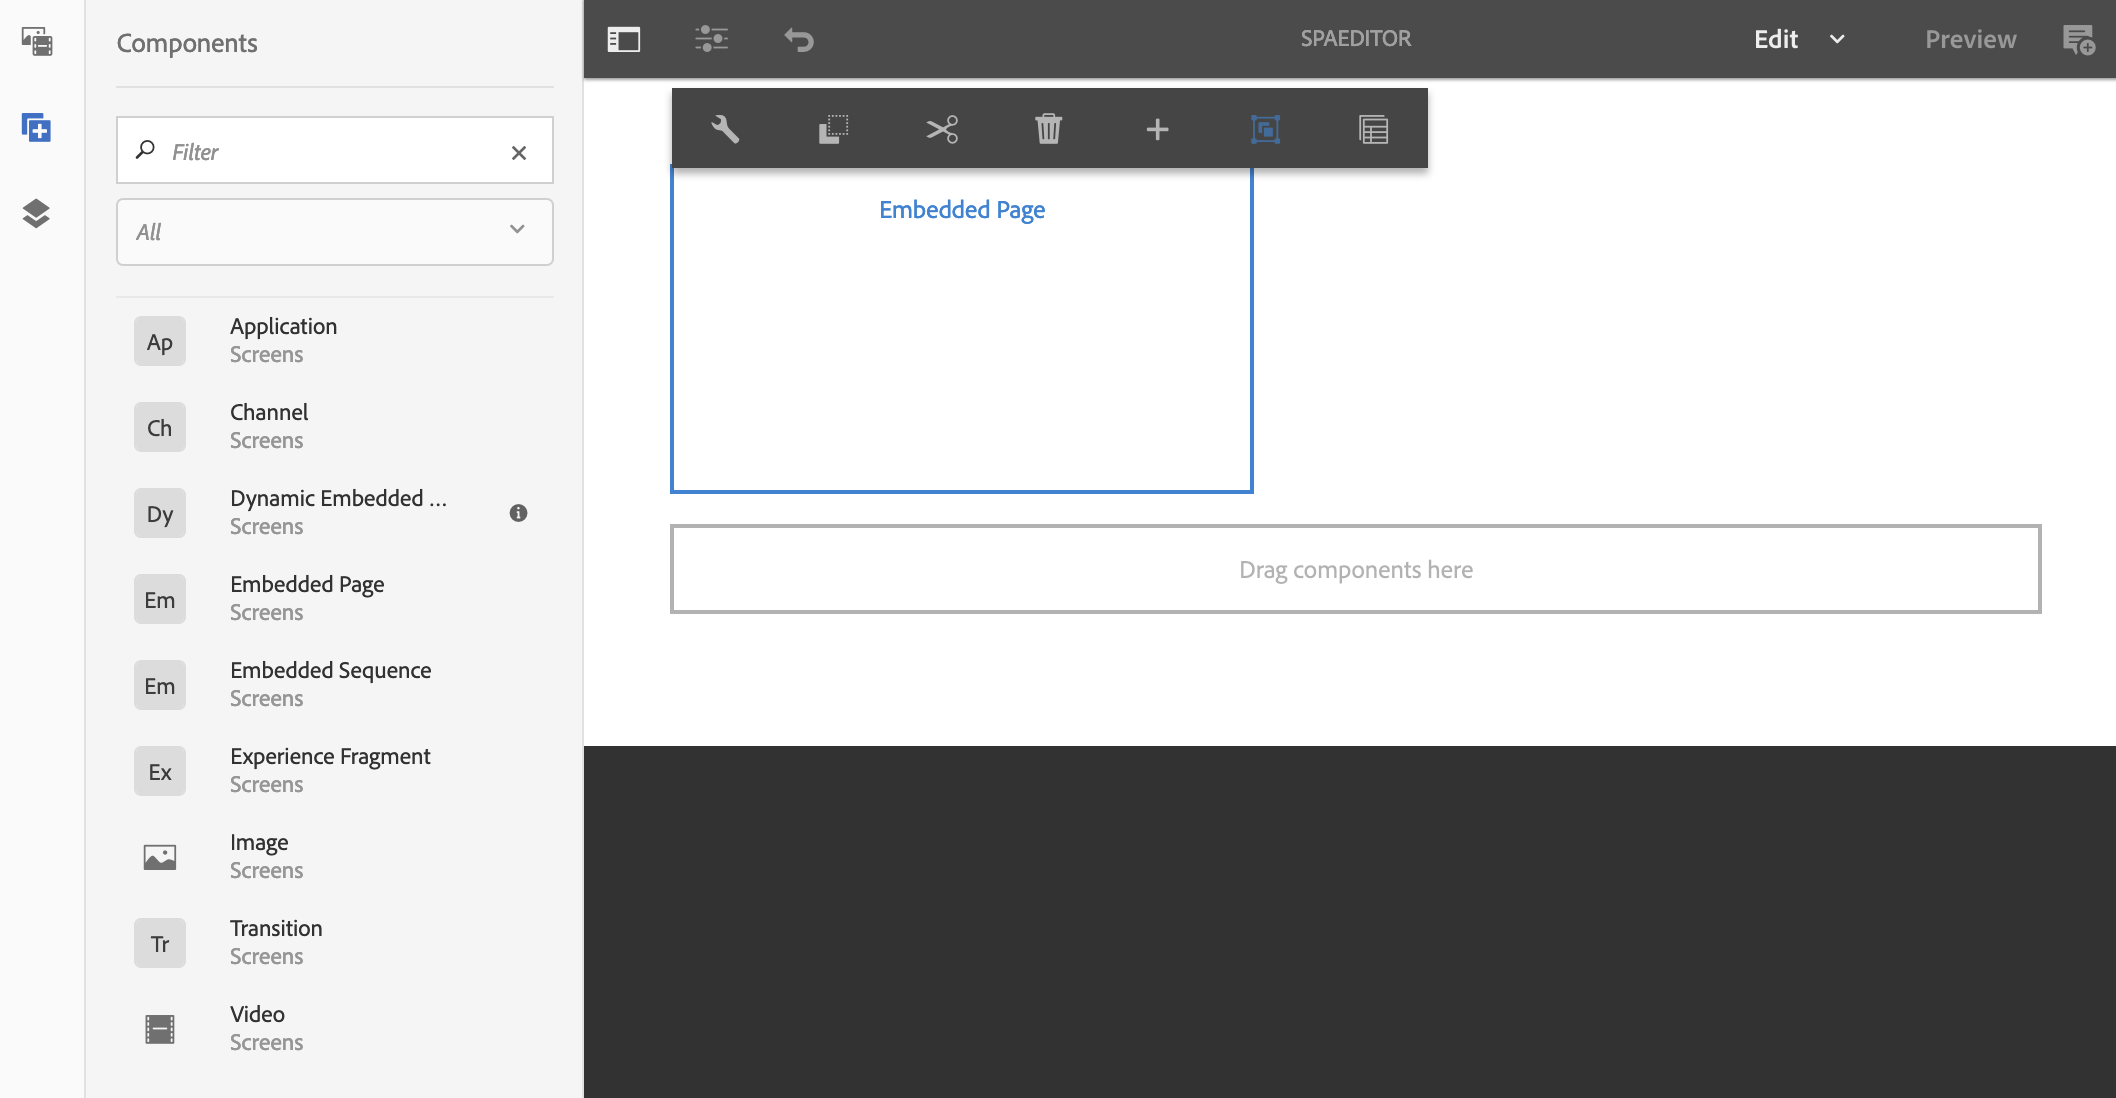 Components
Filter
All
Ap
Application
Screens
Ch
Channel
Screens
Dy
Dynamic Embedded ...
Screens
Em
Embedded Page
Screens
Em
Embedded Sequence
Screens
Ex
Experience Fragment
Screens
Image
Screens
Tr
Transition
Screens
Video
Screens
SPAEDITOR
Edit
Preview
Embedded Page
Drag components here